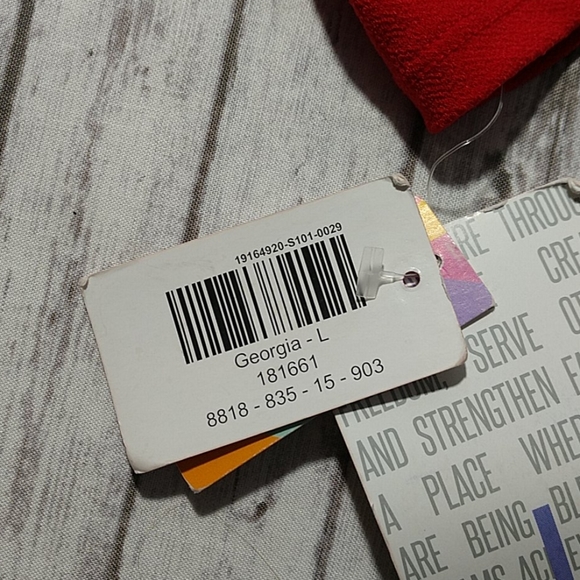 19164920-S101-0029
Georgia - L
181661
8818 - 835 - 15 - 903
RE THROU
CRE
SERVE
FREEDOM,
AND STRENGTHEN
A PLACE WHE
ARE BEING